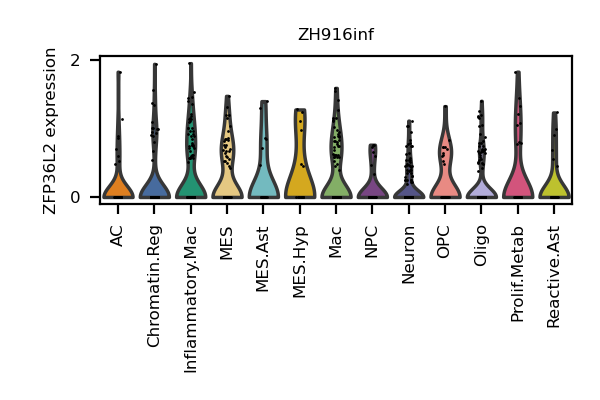 ZH916inf
ZFP36L2 expression
2
0
AC
Chromatin.Reg
Inflammatory.Mac
MES
MES.Ast
MES.Hyp
Mac
NPC
Neuron
OPC
Oligo
Prolif.Metab
Reactive.Ast